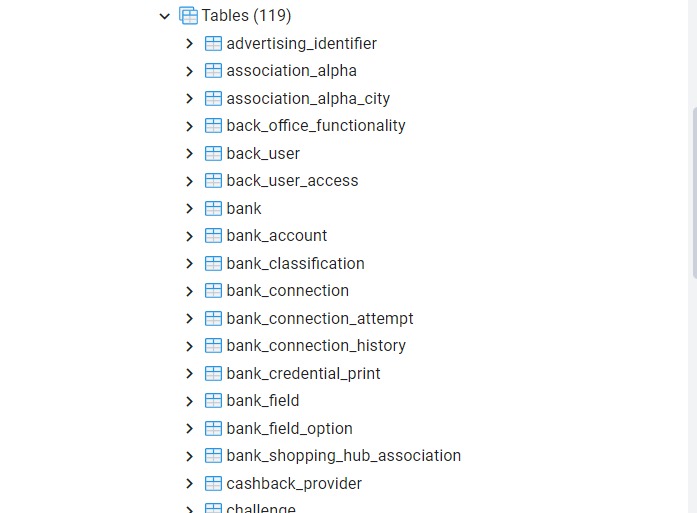 Tables (119)
advertising_identifier
association_alpha
association_alpha_city
back_office_functionality
back_user
back_user_access
bank
bank_account
bank_classification
bank_connection
bank_connection_attempt
bank_connection_history
bank_credential_print
bank_field
bank_field_option
bank_shopping_hub_association
cashback_provider
challenge